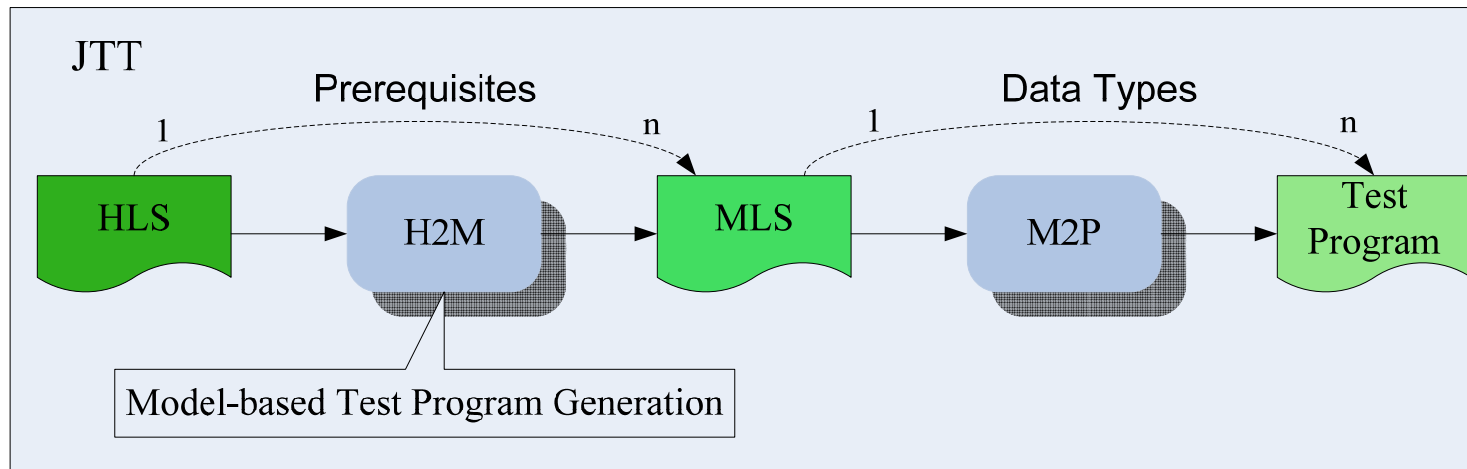 JTT
Prerequisites
Data Types
1
n
1
n
HLS
H2M
MLS
M2P
Test
Program
Model-based Test Program Generation